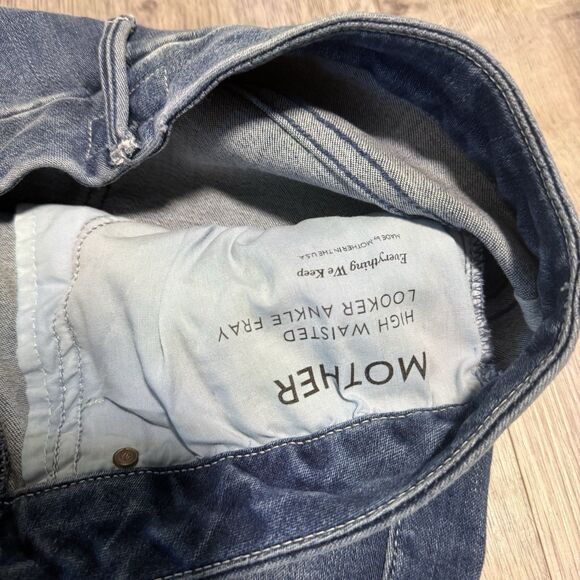 MOTHER
HIGH WAISTED
LOOKER ANKLE FRAY
Everything We Keep
MADE by MOTHER IN THE U.S.A.